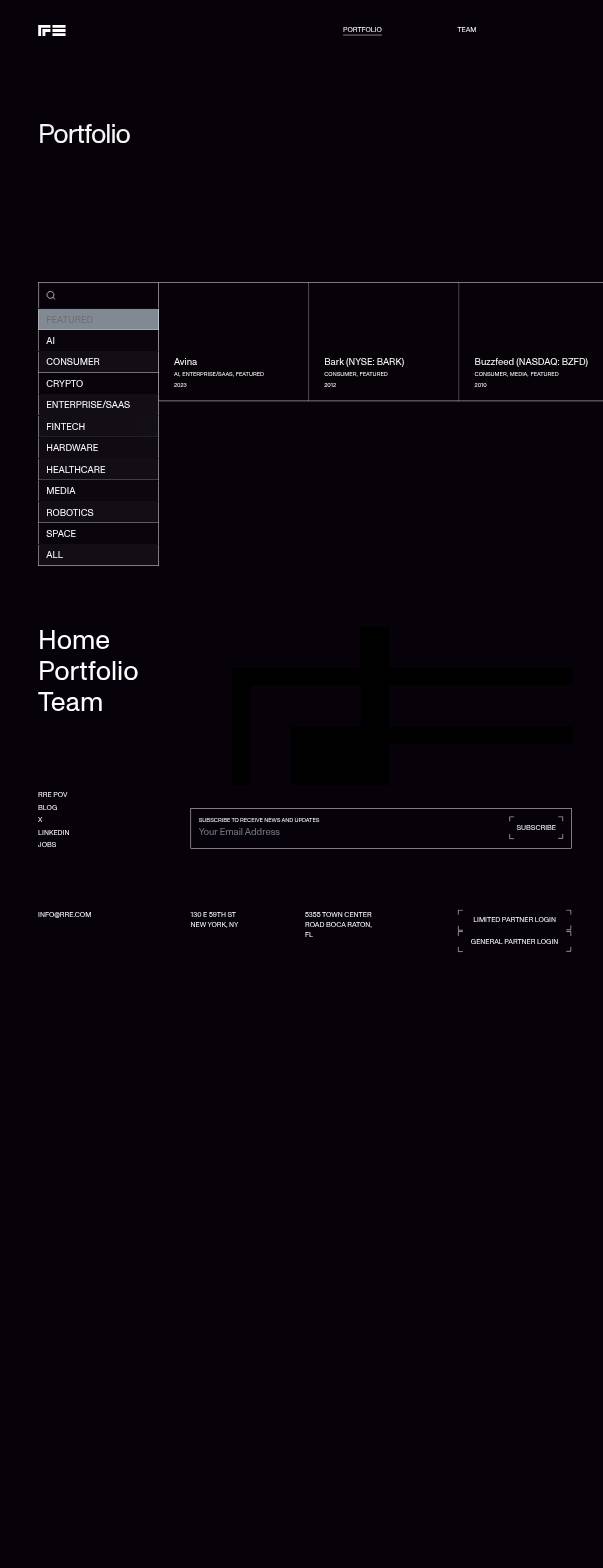 PORTFOLIO
TEAM
Portfolio
FEATURED
AI
CONSUMER
CRYPTO
ENTERPRISE/SAAS
FINTECH
HARDWARE
HEALTHCARE
MEDIA
ROBOTICS
SPACE
ALL
Avina
AI, ENTERPRISE/SAAS, FEATURED
2023
Bark (NYSE: BARK)
CONSUMER, FEATURED
2012
Buzzfeed (NASDAQ: BZFD)
CONSUMER, MEDIA, FEATURED
2010
Home
Portfolio
Team
RRE POV
BLOG
X
LINKEDIN
JOBS
SUBSCRIBE TO RECEIVE NEWS AND UPDATES
Your Email Address
SUBSCRIBE
INFO@RRE.COM
130 E 59TH ST
NEW YORK, NY
5355 TOWN CENTER
ROAD BOCA RATON,
FL
LIMITED PARTNER LOGIN
GENERAL PARTNER LOGIN